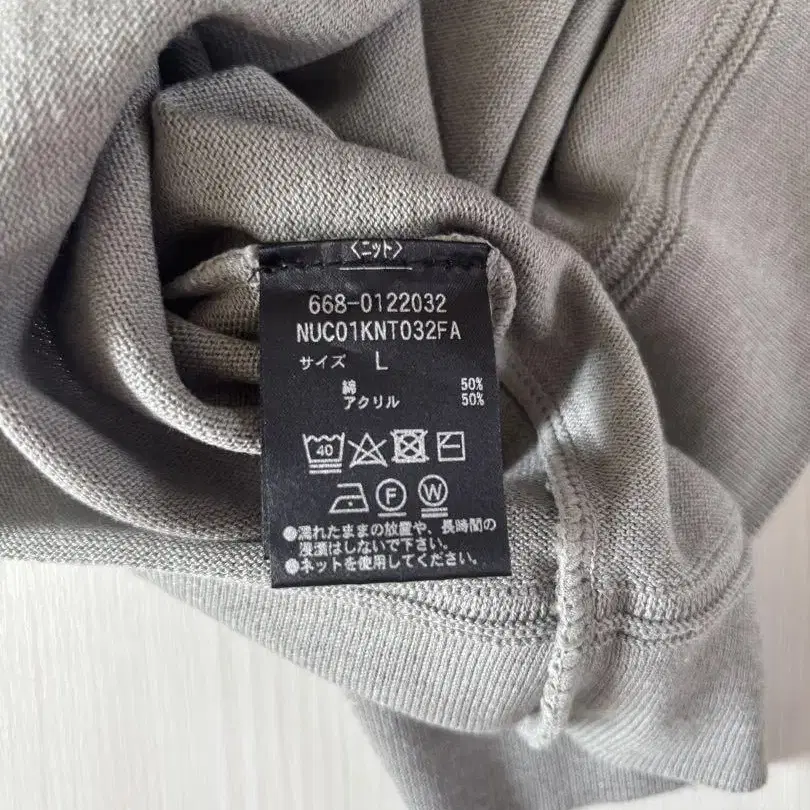 〈ニット〉
668-0122032
NUC01KNT032FA
サイズ L
綿 50%
アクリル 50%
40
F W
●濡れたままの放置や、長時間の
浸漬はしないで下さい。
●ネットを使用してください。